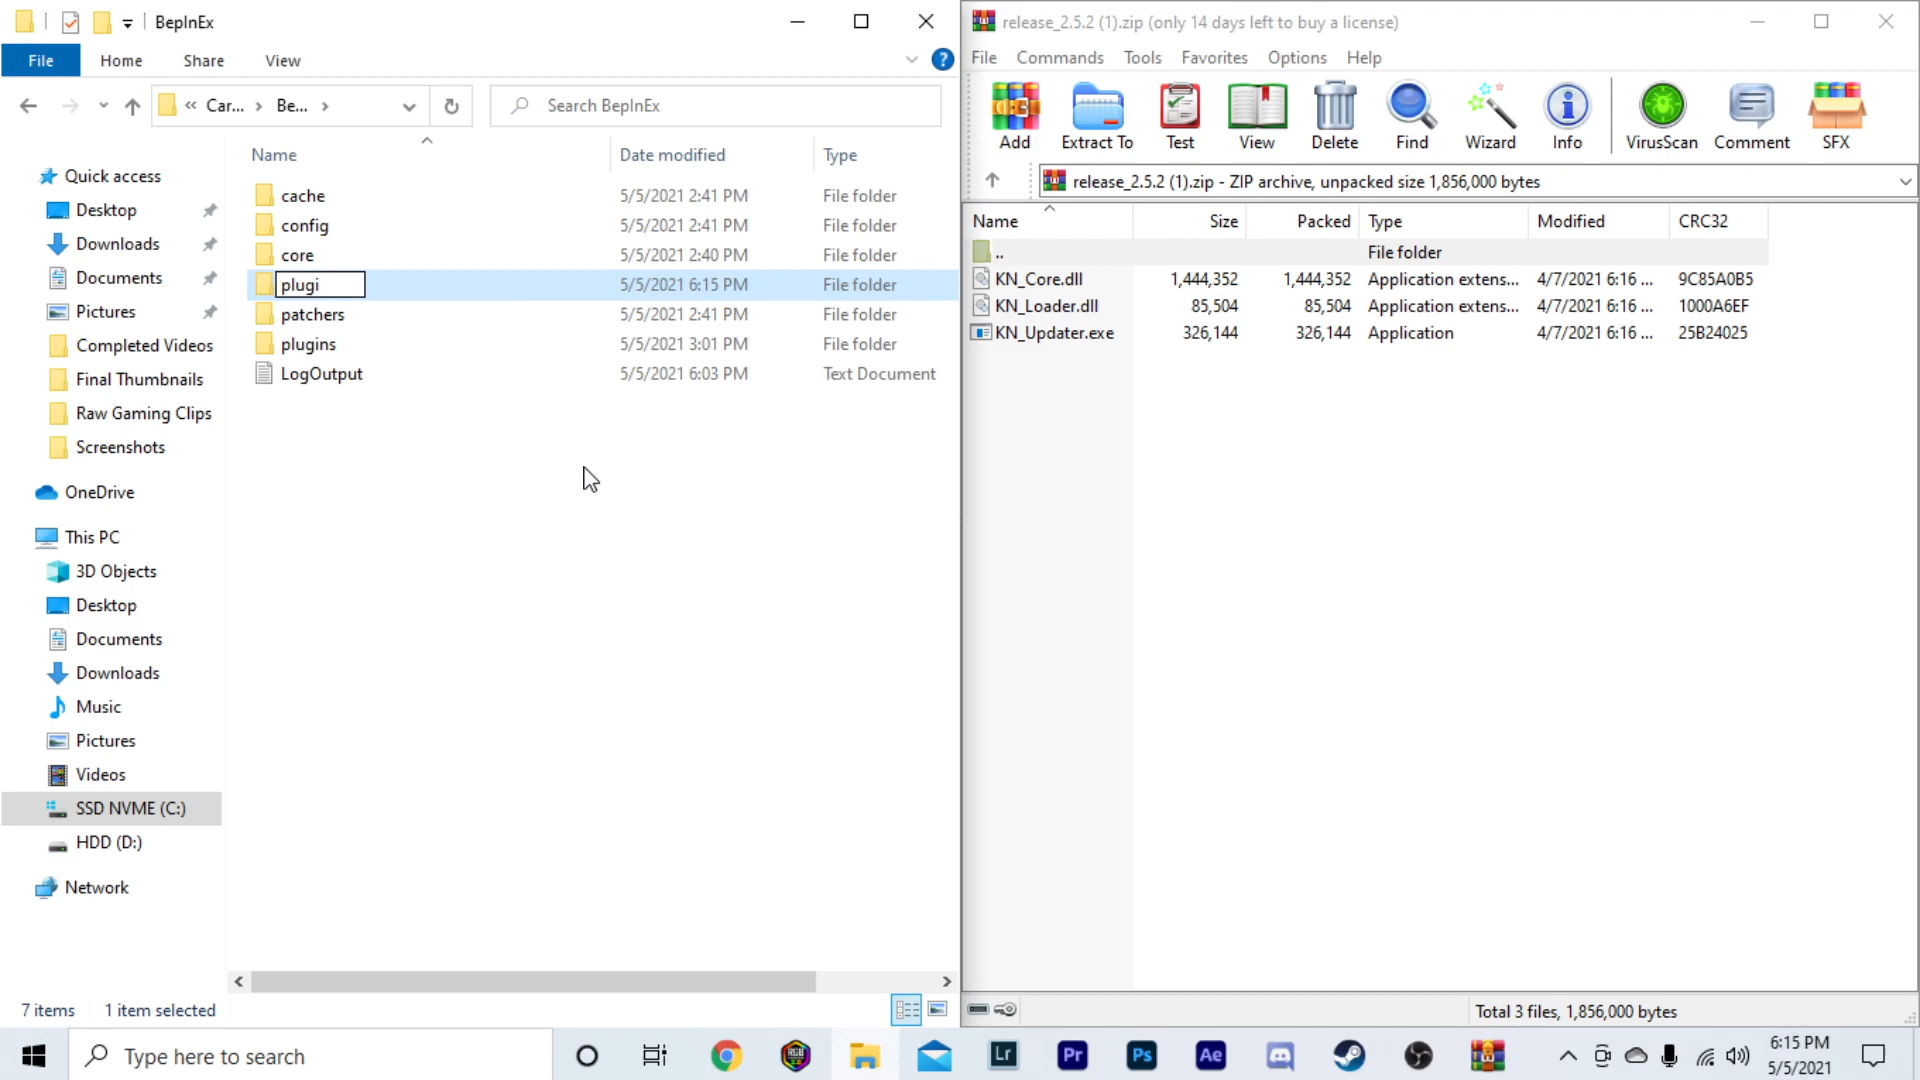 BepInEx
File
Home
Share
View
?
« Car... › Be... ›
Search BepInEx
Name
Date modified
Type
Quick access
Desktop
Downloads
Documents
Pictures
Completed Videos
Final Thumbnails
Raw Gaming Clips
Screenshots
OneDrive
This PC
3D Objects
Desktop
Documents
Downloads
Music
Pictures
Videos
SSD NVME (C:)
HDD (D:)
Network
cache 5/5/2021 2:41 PM File folder
config 5/5/2021 2:41 PM File folder
core 5/5/2021 2:40 PM File folder
plugi 5/5/2021 6:15 PM File folder
patchers 5/5/2021 2:41 PM File folder
plugins 5/5/2021 3:01 PM File folder
LogOutput 5/5/2021 6:03 PM Text Document
7 items 1 item selected
release_2.5.2 (1).zip (only 14 days left to buy a license)
File Commands Tools Favorites Options Help
Add Extract To Test View Delete Find Wizard Info VirusScan Comment SFX
release_2.5.2 (1).zip - ZIP archive, unpacked size 1,856,000 bytes
Name Size Packed Type Modified CRC32
.. File folder
KN_Core.dll 1,444,352 1,444,352 Application extens... 4/7/2021 6:16 ... 9C85A0B5
KN_Loader.dll 85,504 85,504 Application extens... 4/7/2021 6:16 ... 1000A6EF
KN_Updater.exe 326,144 326,144 Application 4/7/2021 6:16 ... 25B24025
Total 3 files, 1,856,000 bytes
Type here to search
Lr
Pr
Ps
Ae
6:15 PM
5/5/2021